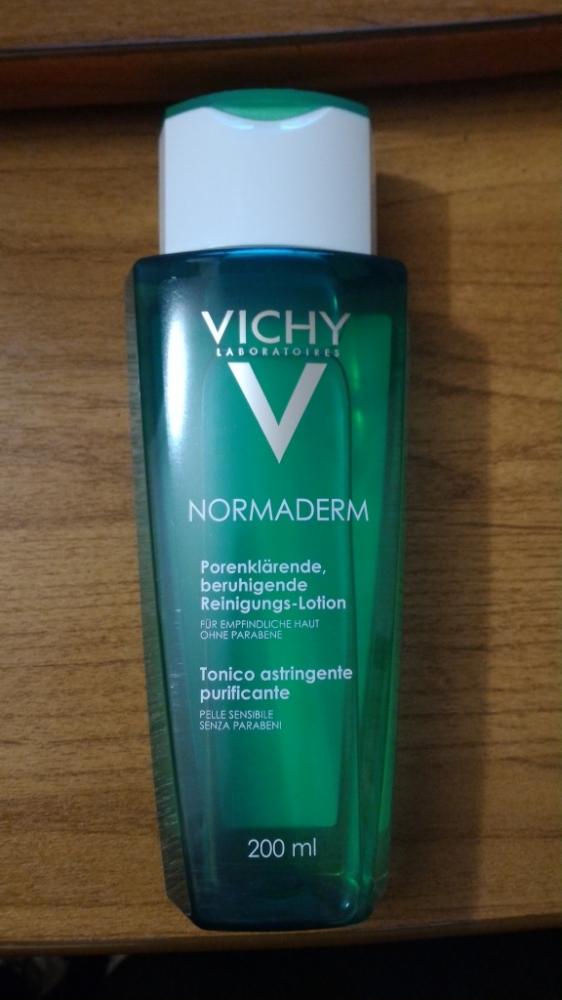 VICHY
LABORATOIRES
V
NORMADERM
Porenklärende,
beruhigende
Reinigungs-Lotion
FÜR EMPFINDLICHE HAUT
OHNE PARABENE
Tonico astringente
purificante
PELLE SENSIBILE
SENZA PARABENI
200 ml